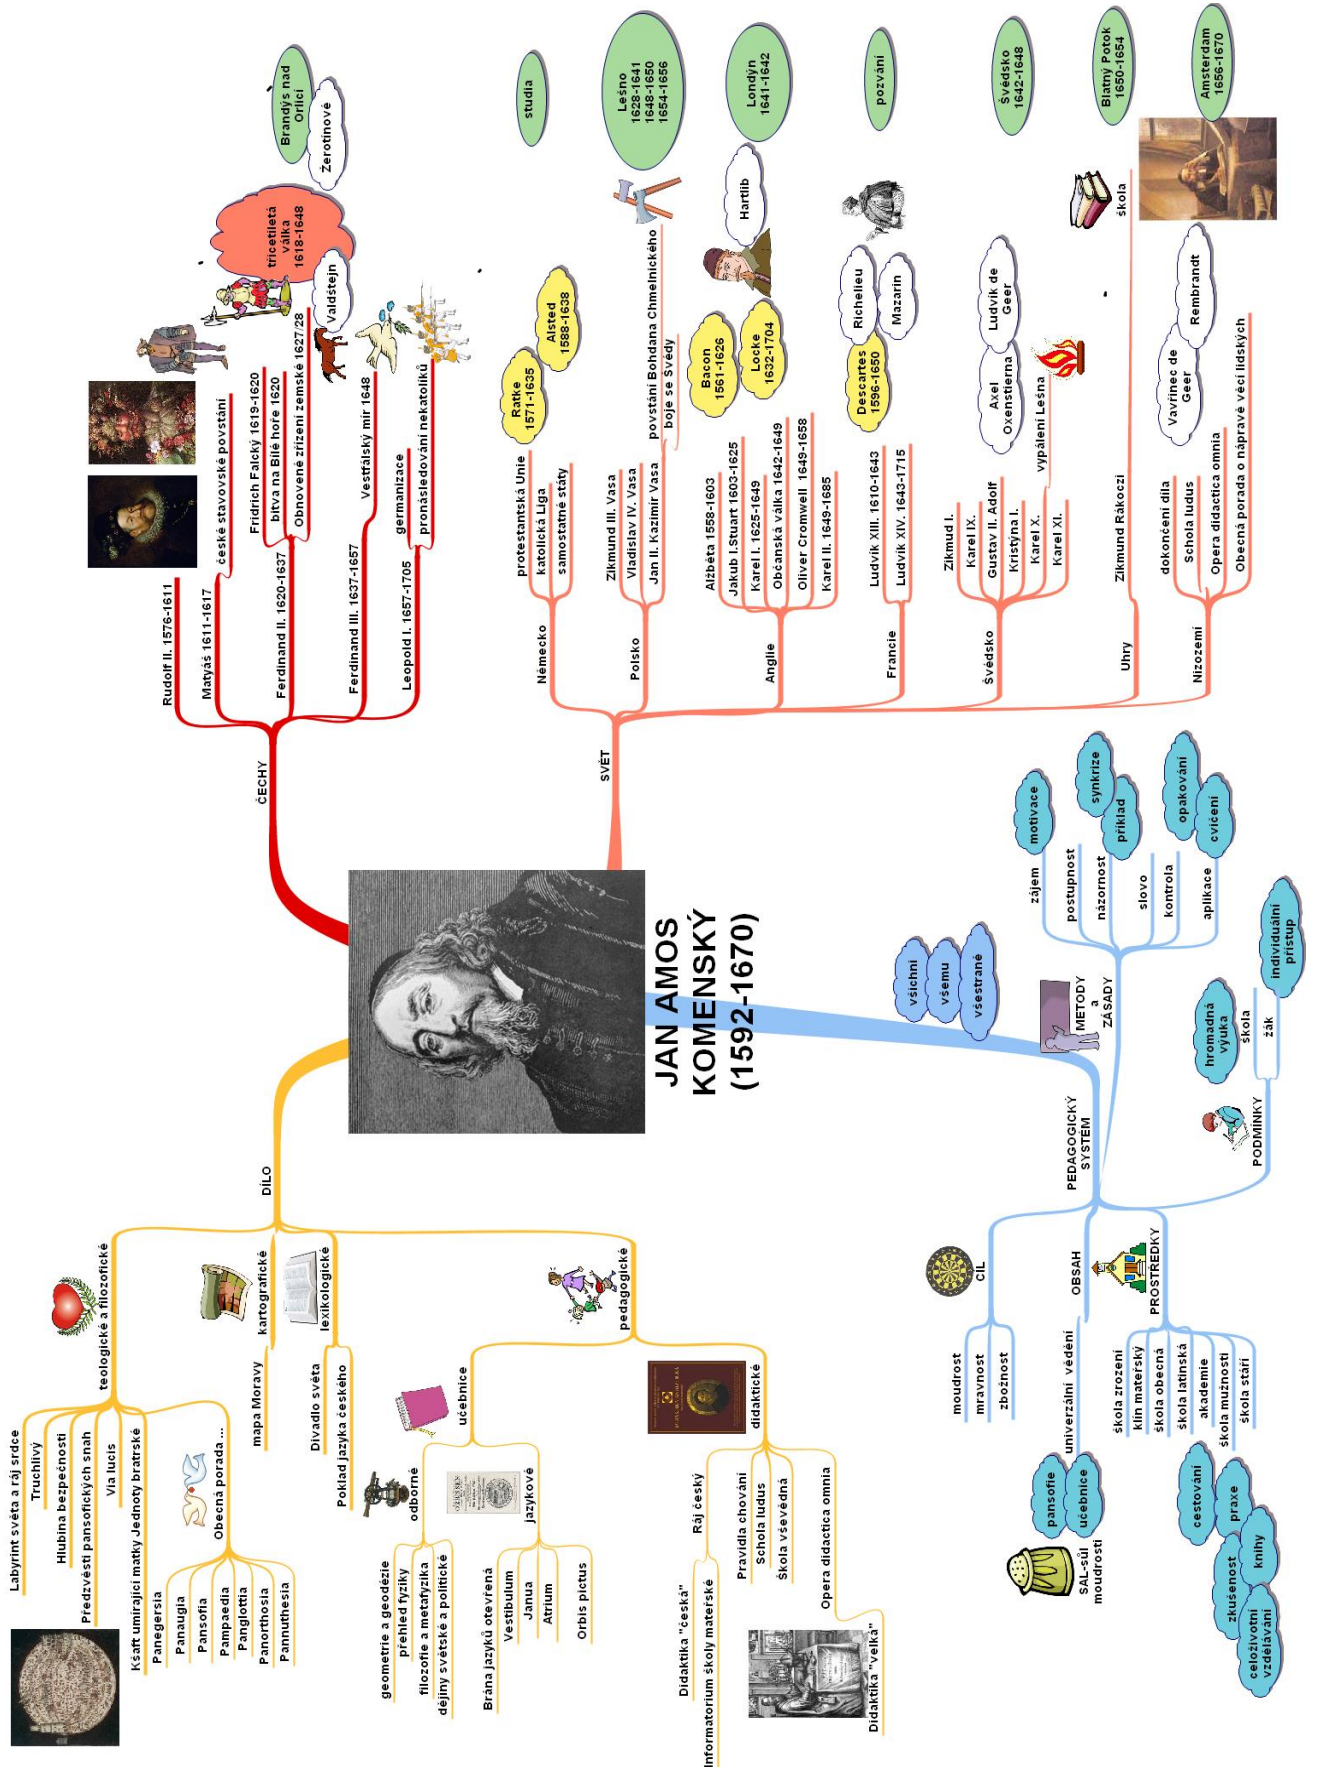 JAN AMOS
KOMENSKÝ
(1592-1670)
DÍLO
teologické a filozofické
Labyrint světa a ráj srdce
Truchlivý
Hlubina bezpečnosti
Předzvěsti pansofických snah
Via lucis
Kšaft umírající matky Jednoty bratrské
Obecná porada ...
Panegersia
Panaugia
Pansofia
Pampaedia
Panglottia
Panorthosia
Pannuthesia
kartografické
mapa Moravy
lexikologické
Divadlo světa
Poklad jazyka českého
pedagogické
učebnice
odborné
geometrie a geodézie
přehled fyziky
filozofie a metafyzika
dějiny světské a politické
jazykové
Brána jazyků otevřená
Vestibulum
Janua
Atrium
Orbis pictus
didaktické
Ráj český
Didaktika "česká"
Informatorium školy mateřské
Pravidla chování
Schola ludus
Škola vševědná
Opera didactica omnia
Didaktika "velká"
ČECHY
Rudolf II. 1576-1611
Matyáš 1611-1617
české stavovské povstání
Ferdinand II. 1620-1637
Fridrich Falcký 1619-1620
bitva na Bílé hoře 1620
Obnovené zřízení zemské 1627/28
Ferdinand III. 1637-1657
Vestfálský mír 1648
Leopold I. 1657-1705
germanizace
pronásledování nekatolíků
třicetiletá
válka
1618-1648
Valdštejn
Brandýs nad
Orlicí
Žerotínové
SVĚT
Německo
protestantská Unie
katolická Liga
samostatné státy
Ratke
1571-1635
Alsted
1588-1638
studia
Polsko
Zikmund III. Vasa
Vladislav IV. Vasa
Jan II. Kazimír Vasa
povstání Bohdana Chmelnického
boje se Švédy
Lešno
1628-1641
1648-1650
1654-1656
Anglie
Alžběta 1558-1603
Jakub I.Stuart 1603-1625
Karel I. 1625-1649
Občanská válka 1642-1649
Oliver Cromwell 1649-1658
Karel II. 1649-1685
Bacon
1561-1626
Locke
1632-1704
Hartlib
Londýn
1641-1642
Francie
Ludvík XIII. 1610-1643
Ludvík XIV. 1643-1715
Descartes
1596-1650
Richelieu
Mazarin
pozvání
Švédsko
Zikmud I.
Karel IX.
Gustav II. Adolf
Kristýna I.
Karel X.
Karel XI.
vypálení Lešna
Axel
Oxenstierna
Ludvík de
Geer
Švédsko
1642-1648
Uhry
Zikmund Rákoczi
škola
Blatný Potok
1650-1654
Nizozemí
dokončení díla
Schola ludus
Opera didactica omnia
Obecná porada o nápravě věcí lidských
Vavřinec de
Geer
Rembrandt
Amsterdam
1656-1670
PEDAGOGICKÝ
SYSTÉM
všichni
všemu
všestraně
CÍL
moudrost
mravnost
zbožnost
OBSAH
univerzální vědění
pansofie
učebnice
SAL-sůl
moudrosti
PROSTŘEDKY
škola zrození
klín mateřský
škola obecná
škola latinská
akademie
škola mužnosti
škola stáří
cestování
praxe
zkušenost
knihy
celoživotní
vzdělávání
METODY
a
ZÁSADY
zájem
motivace
postupnost
názornost
synkrize
příklad
slovo
kontrola
aplikace
opakování
cvičení
PODMÍNKY
škola
hromadná
výuka
žák
individuální
přístup